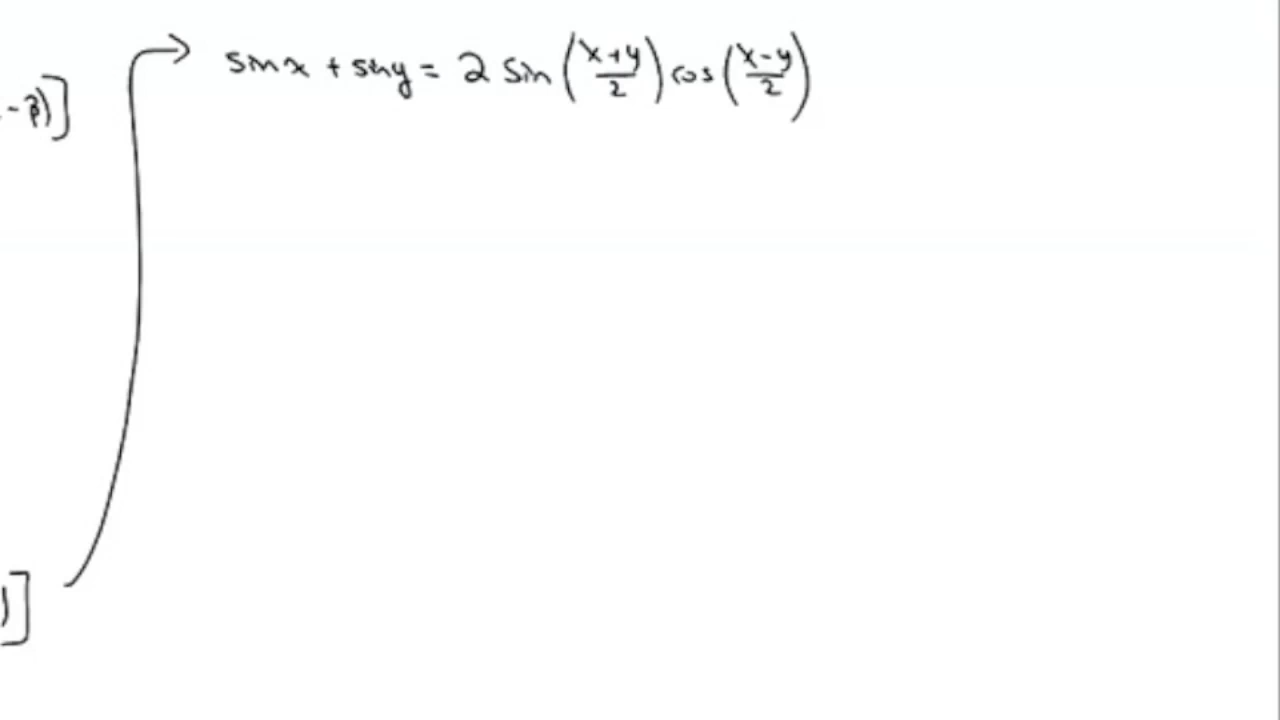 sin x + sin y = 2 sin (x+y/2) cos (x-y/2)
- β)]
)]